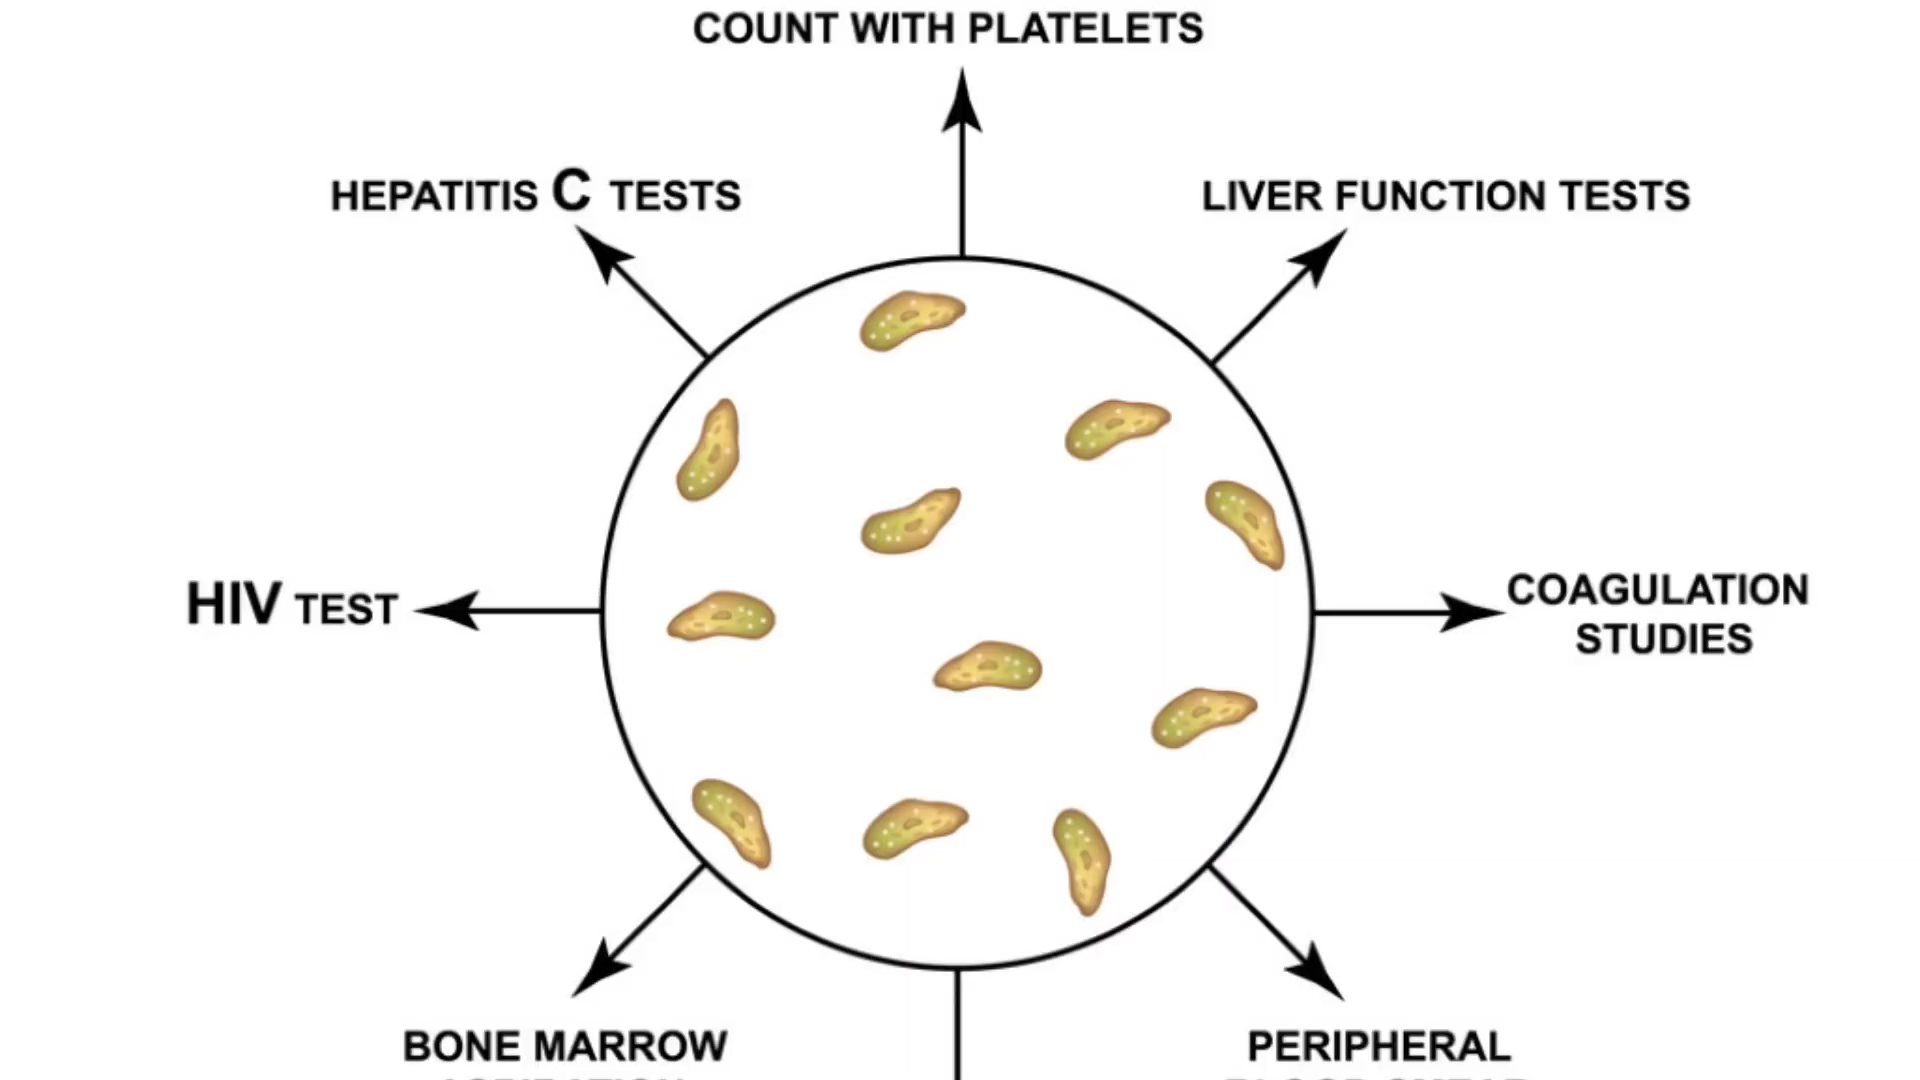 COUNT WITH PLATELETS
HEPATITIS C TESTS
LIVER FUNCTION TESTS
HIV TEST
COAGULATION
STUDIES
BONE MARROW
PERIPHERAL